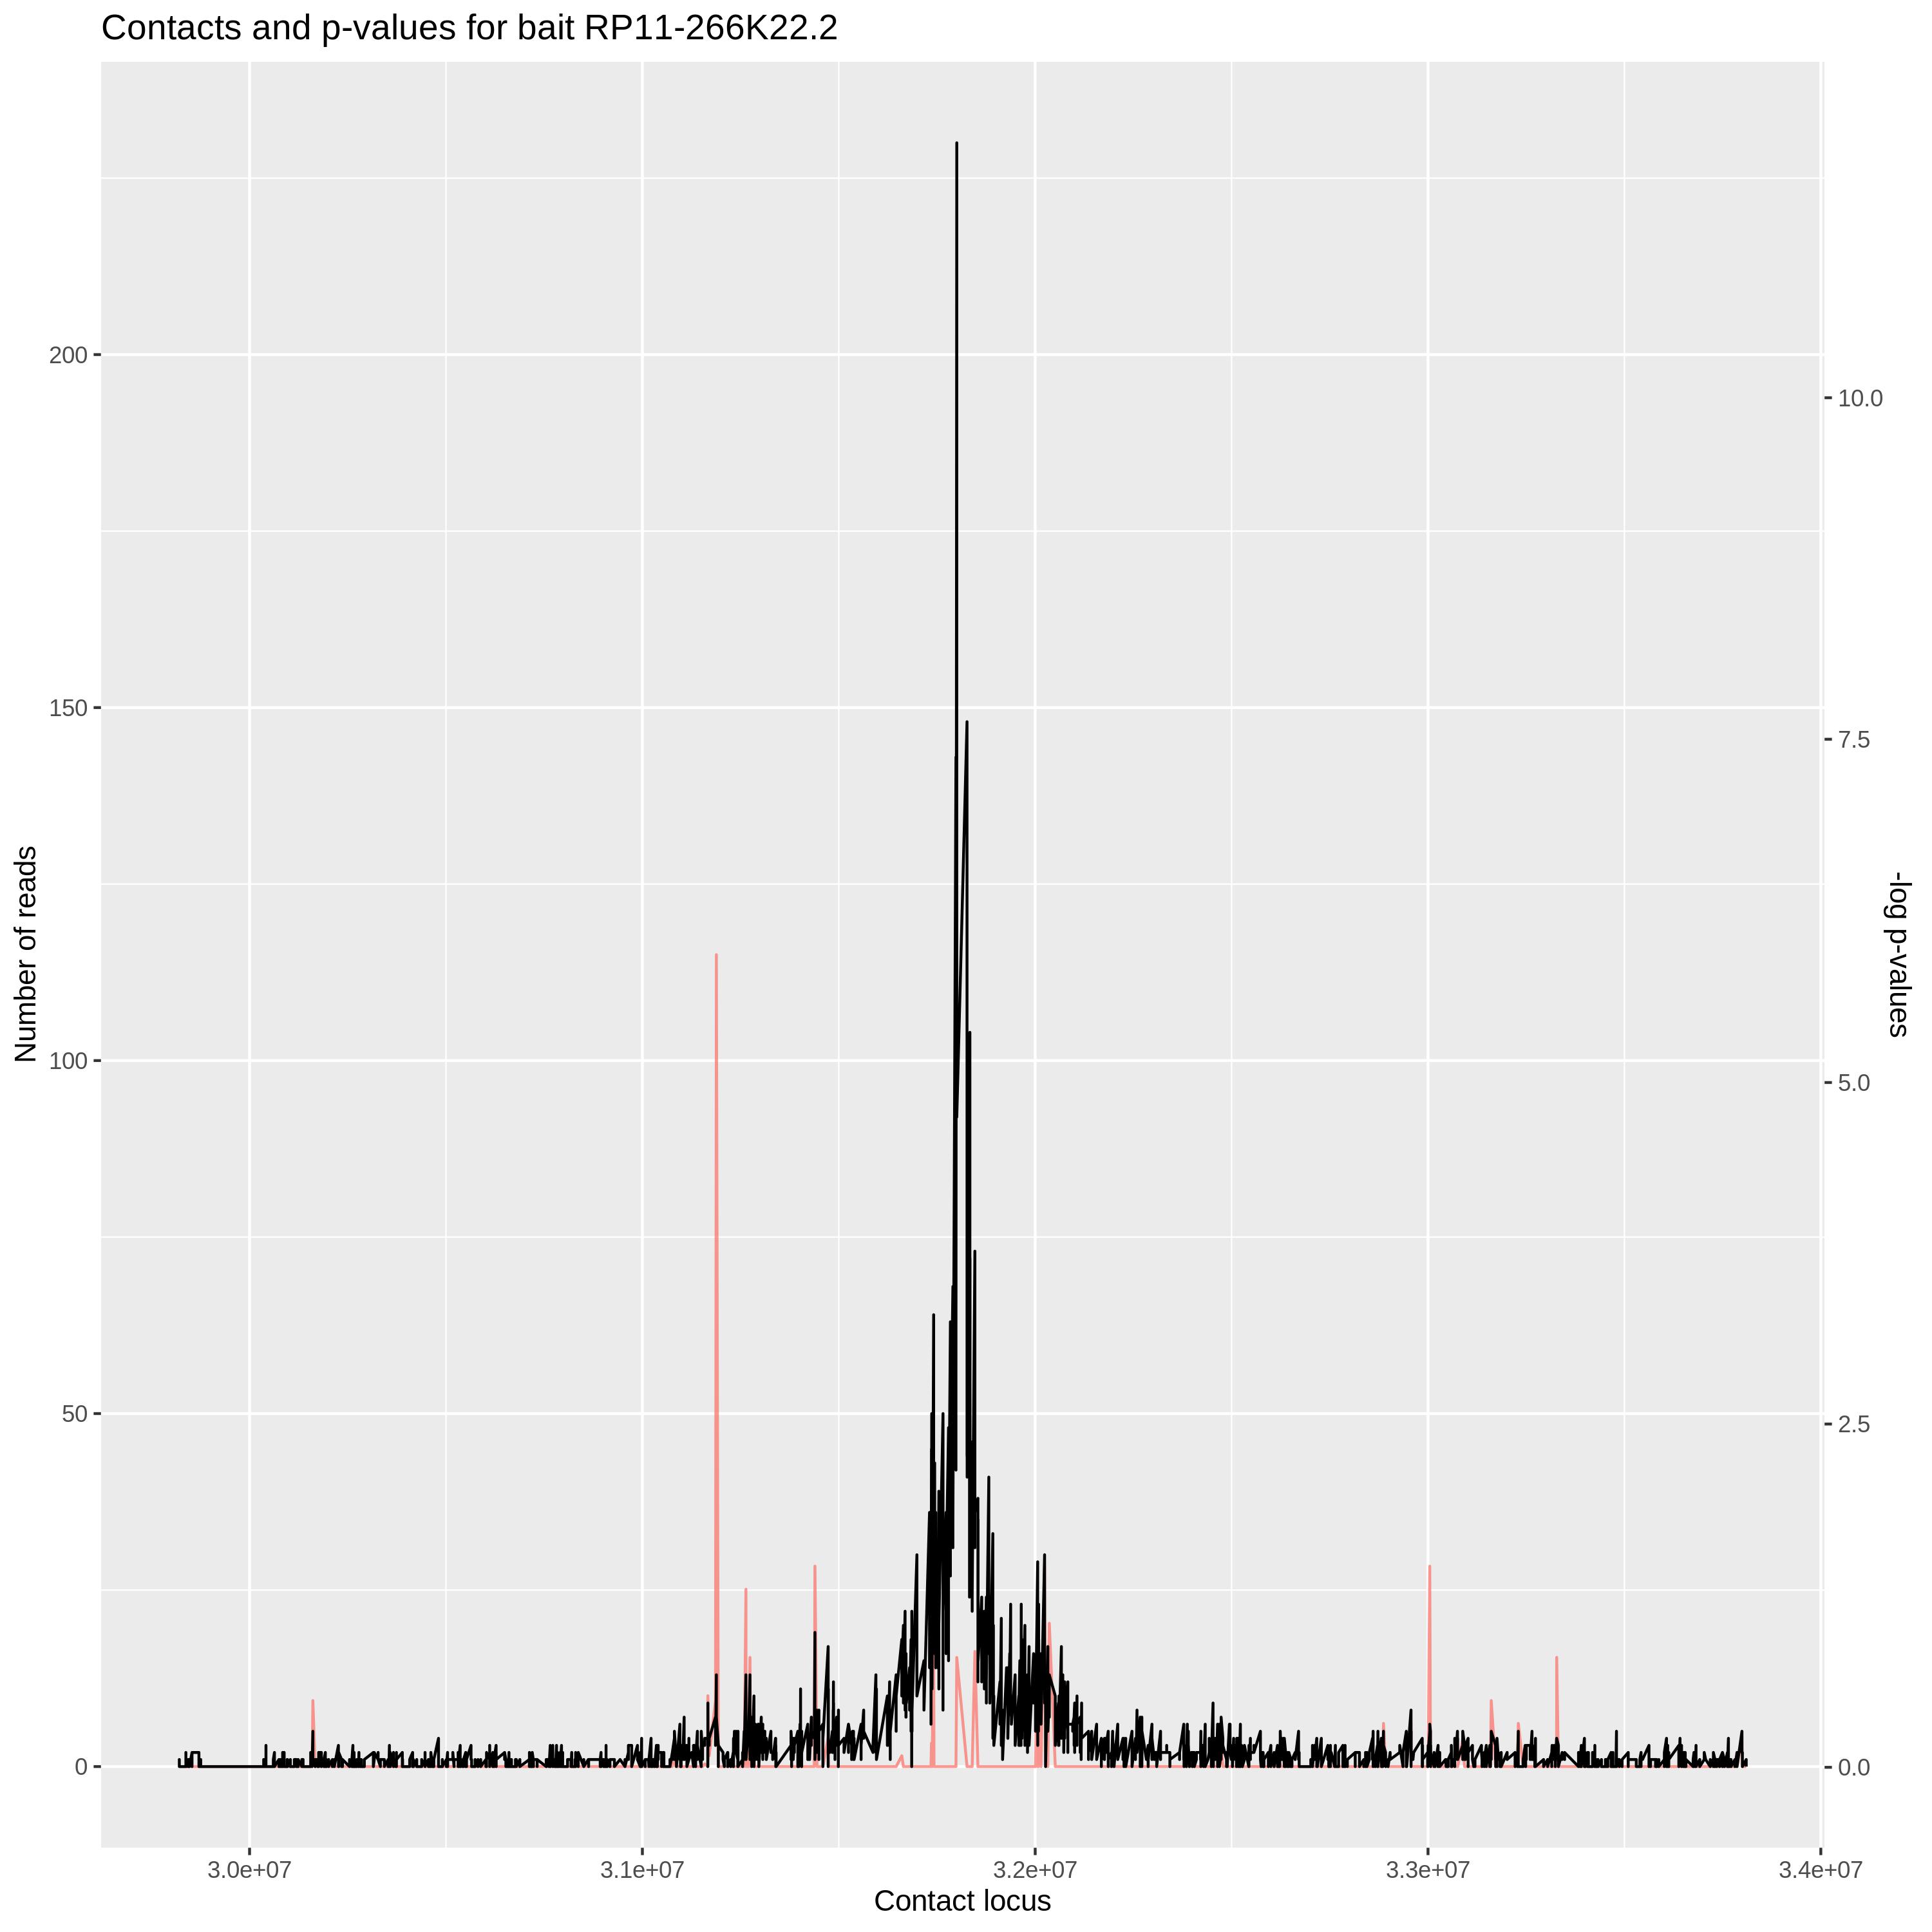 Contacts and p-values for bait RP11-266K22.2
200
150
100
50
0
Number of reads
10.0
7.5
5.0
2.5
0.0
-log p-values
3.0e+07
3.1e+07
3.2e+07
3.3e+07
3.4e+07
Contact locus